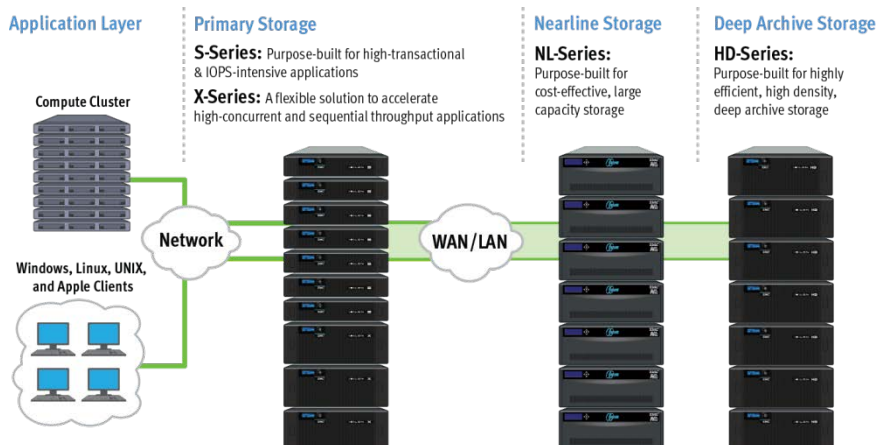 Application Layer
Compute Cluster
Windows, Linux, UNIX,
and Apple Clients
Network
Primary Storage
S-Series: Purpose-built for high-transactional
& IOPS-intensive applications
X-Series: A flexible solution to accelerate
high-concurrent and sequential throughput applications
WAN/LAN
Nearline Storage
NL-Series:
Purpose-built for
cost-effective, large
capacity storage
Deep Archive Storage
HD-Series:
Purpose-built for highly
efficient, high density,
deep archive storage